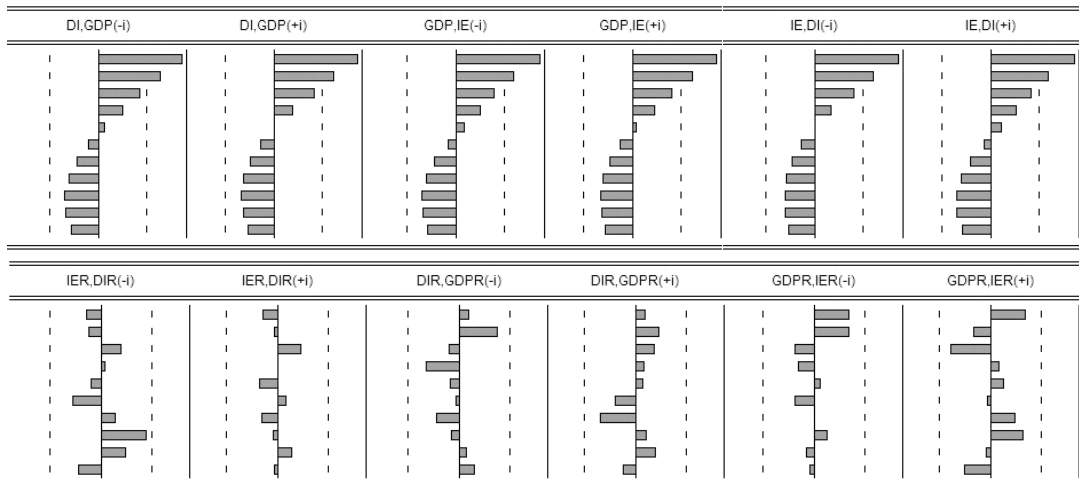 DI,GDP(-i) DI,GDP(+i) GDP,IE(-i) GDP,IE(+i) IE,DI(-i) IE,DI(+i)
IER,DIR(-i) IER,DIR(+i) DIR,GDPR(-i) DIR,GDPR(+i) GDPR,IER(-i) GDPR,IER(+i)